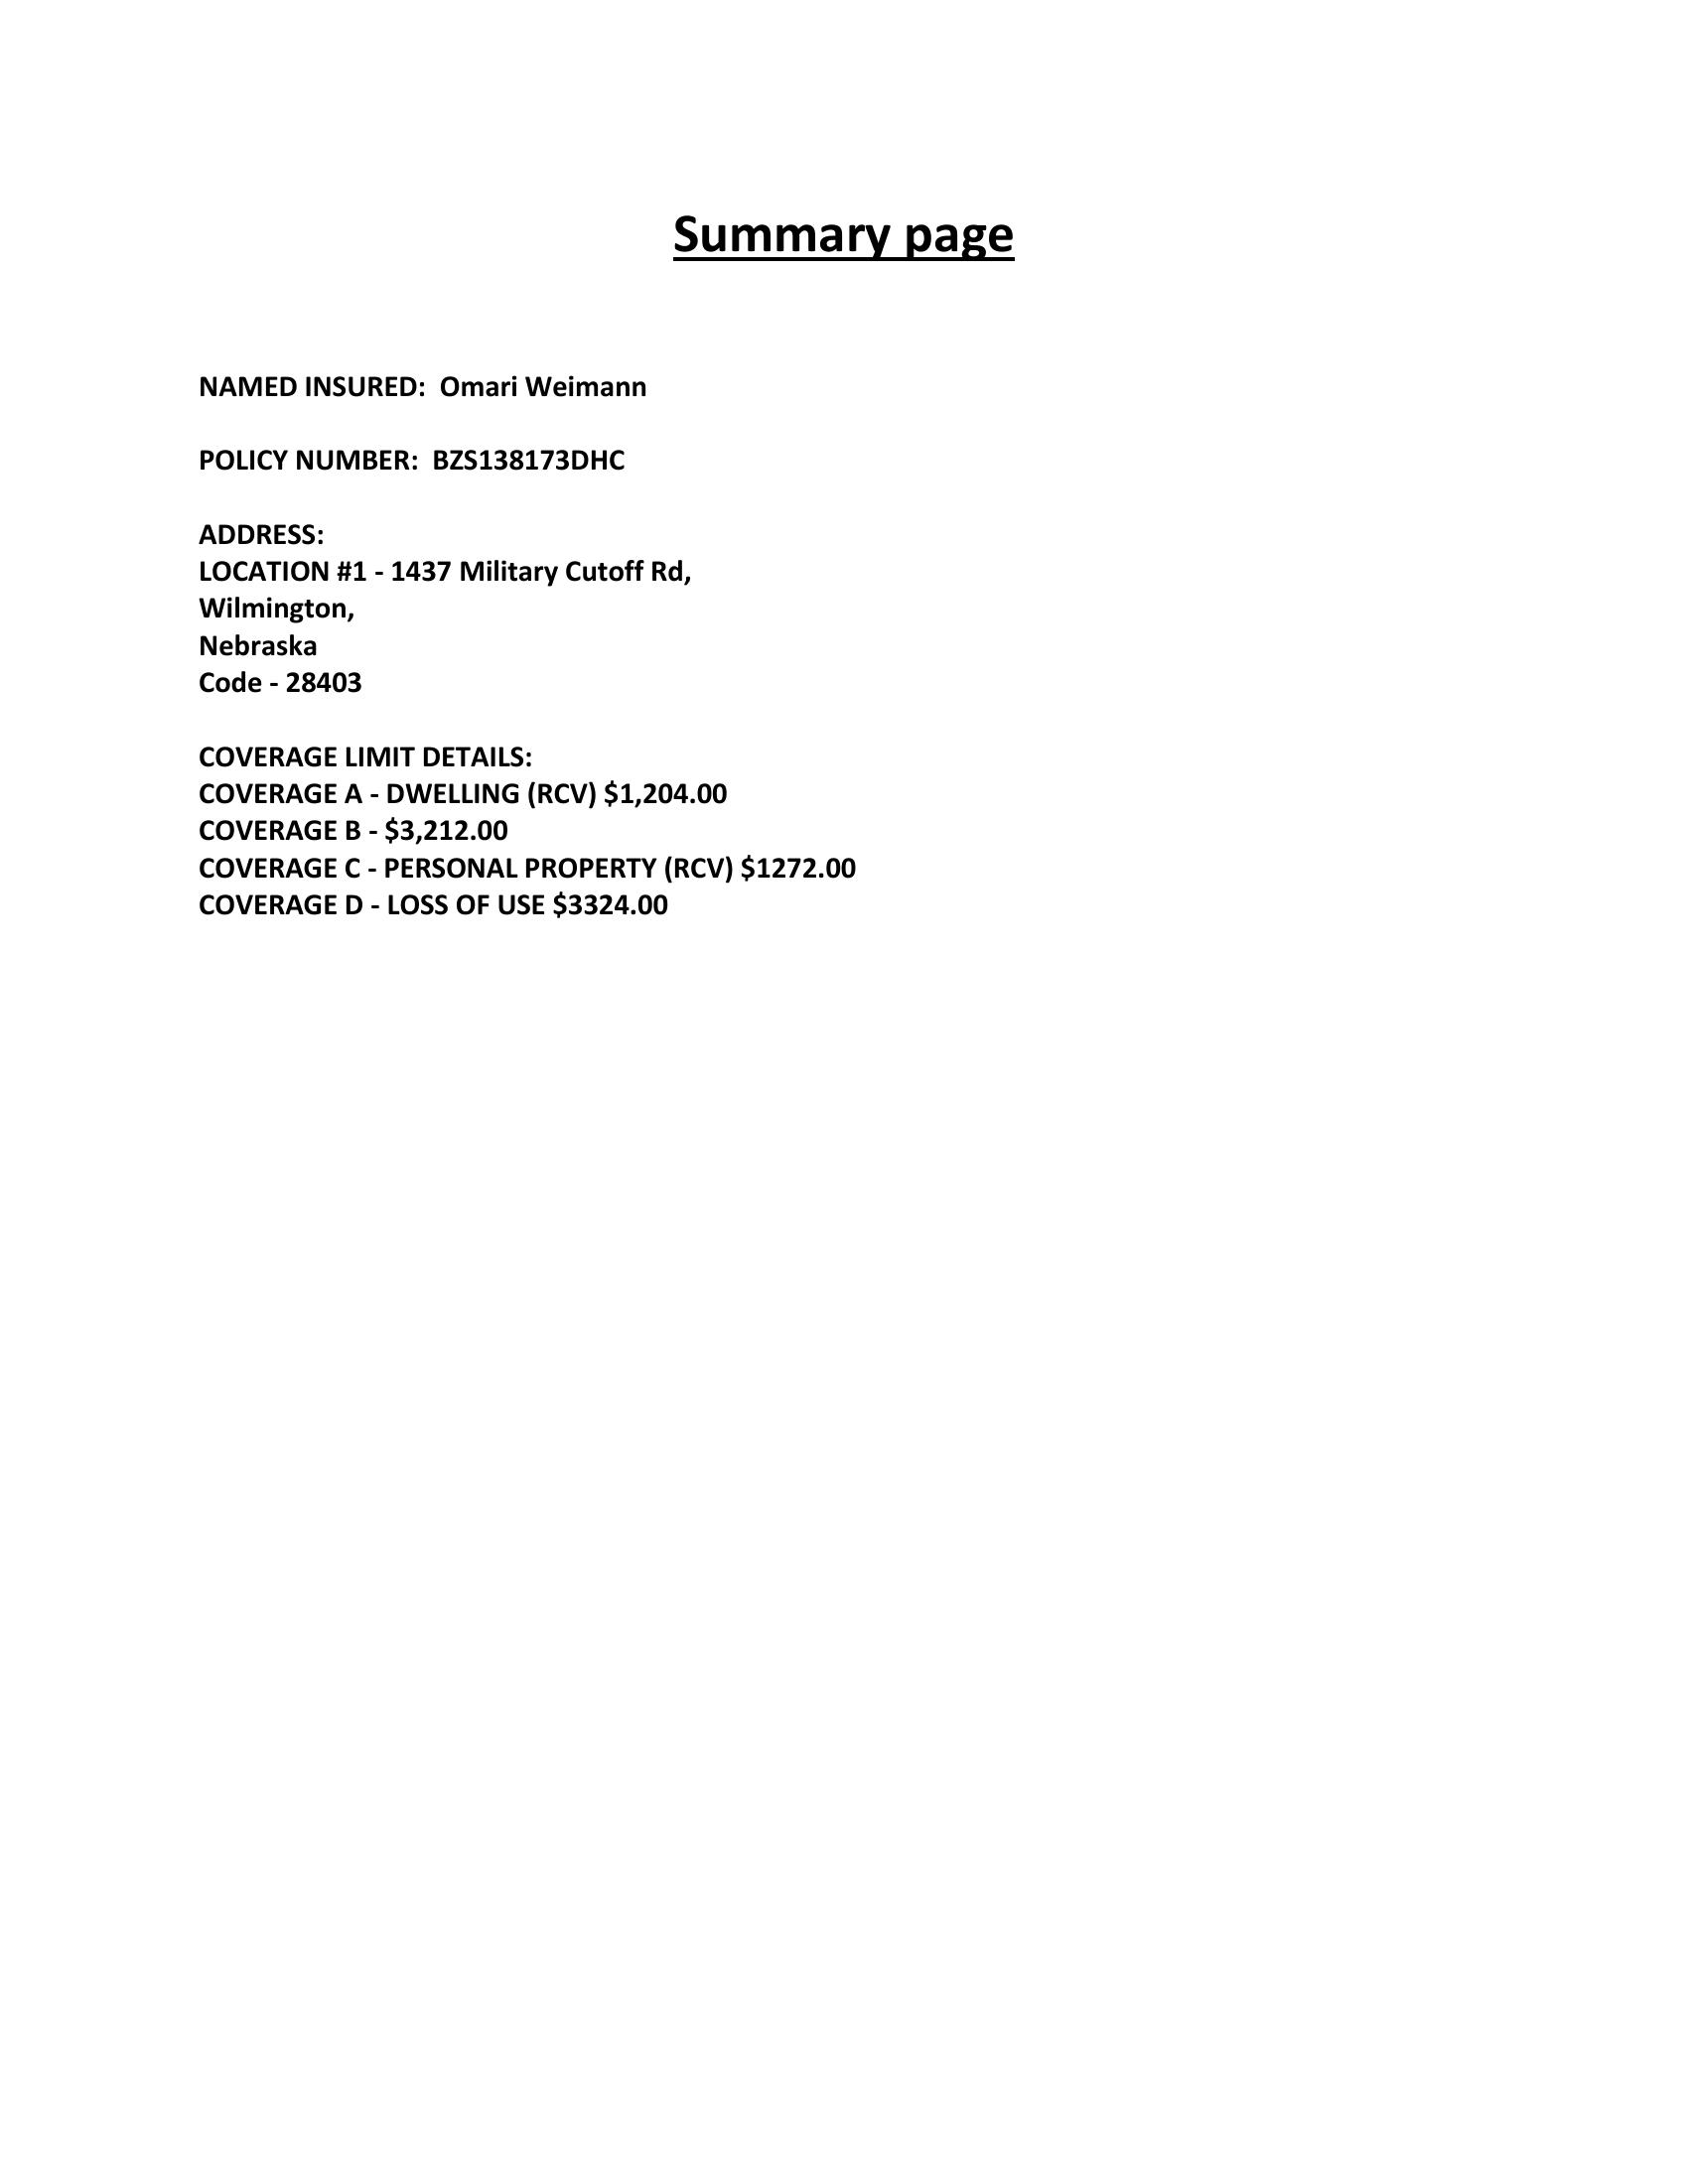 Summary page
NAMED INSURED: Omari Weimann
POLICY NUMBER: BZS138173DHC
ADDRESS:
LOCATION #1 - 1437 Military Cutoff Rd,
Wilmington,
Nebraska
Code - 28403
COVERAGE LIMIT DETAILS:
COVERAGE A - DWELLING (RCV) $1,204.00
COVERAGE B - $3,212.00
COVERAGE C - PERSONAL PROPERTY (RCV) $1272.00
COVERAGE D - LOSS OF USE $3324.00